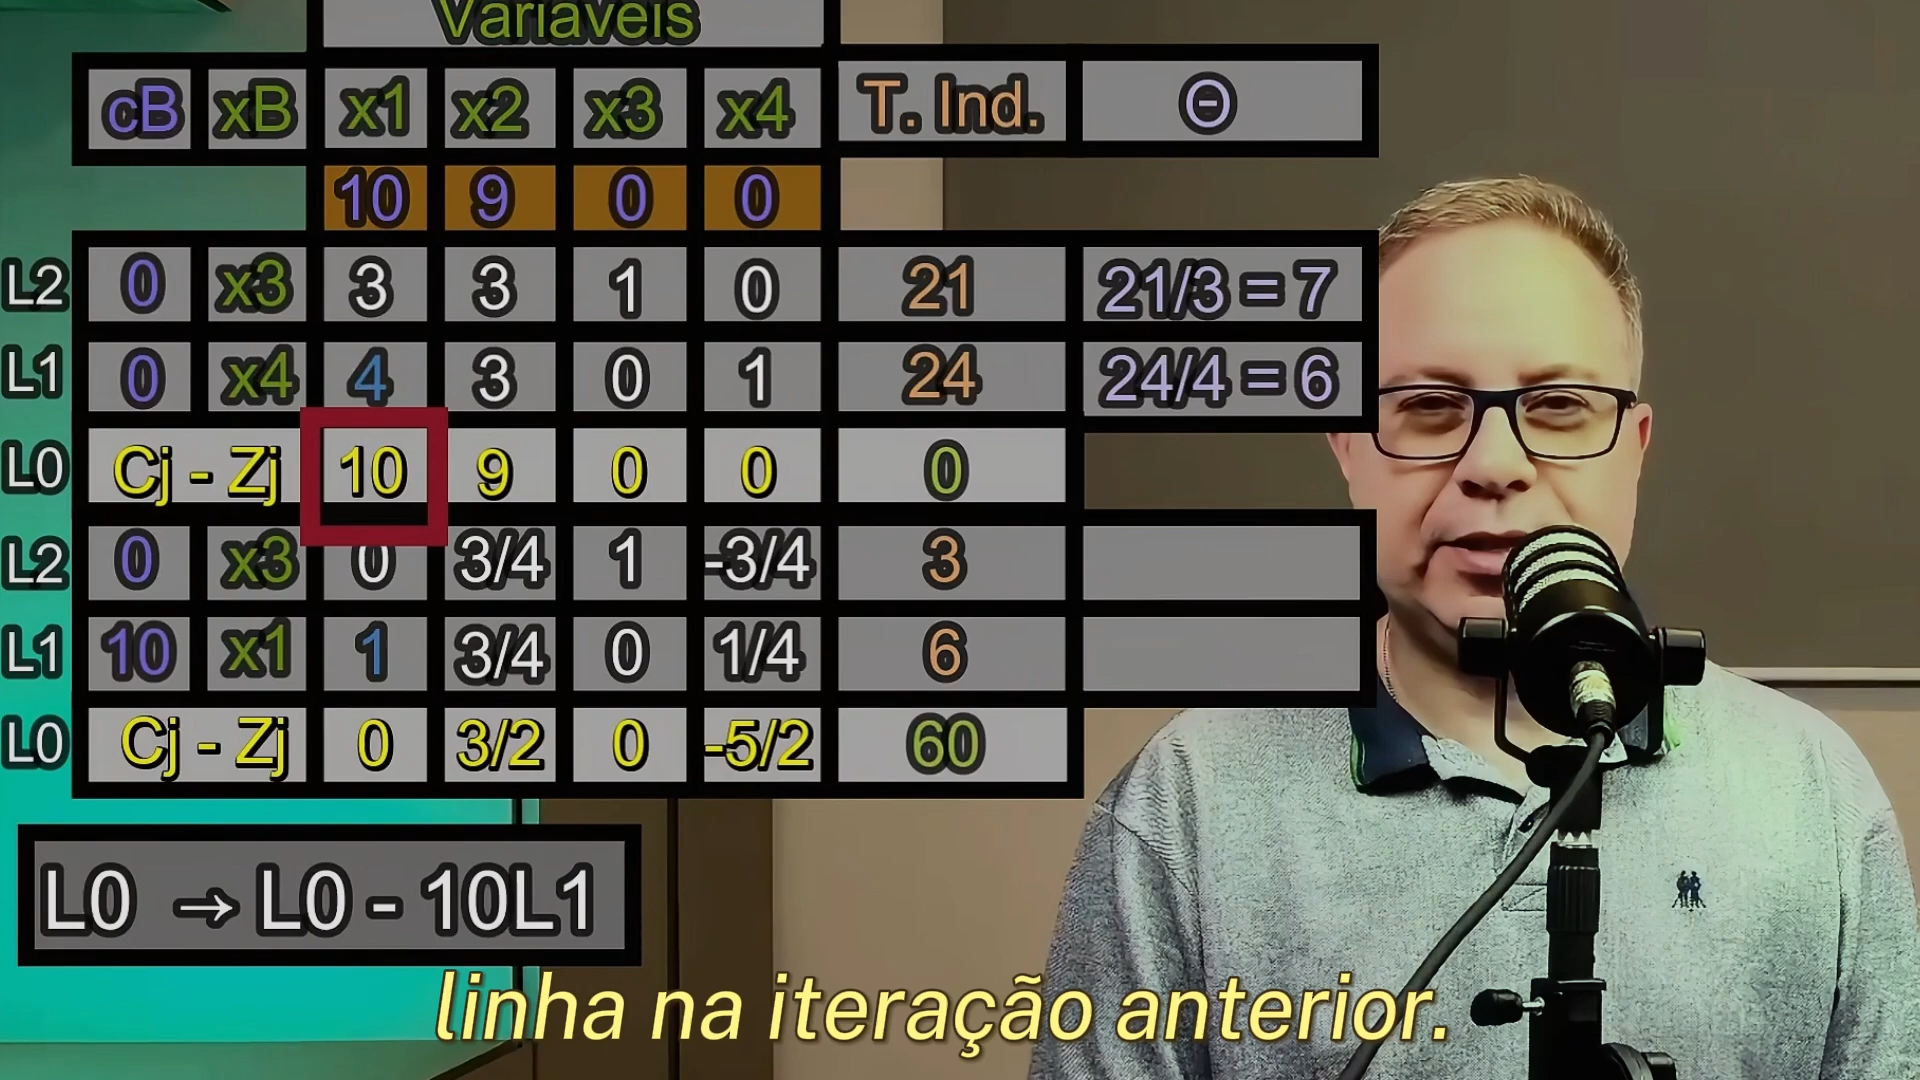 Variáveis
cB xB x1 x2 x3 x4 T. Ind. Θ
10 9 0 0
L2 0 x3 3 3 1 0 21 21/3 = 7
L1 0 x4 4 3 0 1 24 24/4 = 6
L0 Cj - Zj 10 9 0 0 0
L2 0 x3 0 3/4 1 -3/4 3
L1 10 x1 1 3/4 0 1/4 6
L0 Cj - Zj 0 3/2 0 -5/2 60
L0 → L0 - 10L1
linha na iteração anterior.